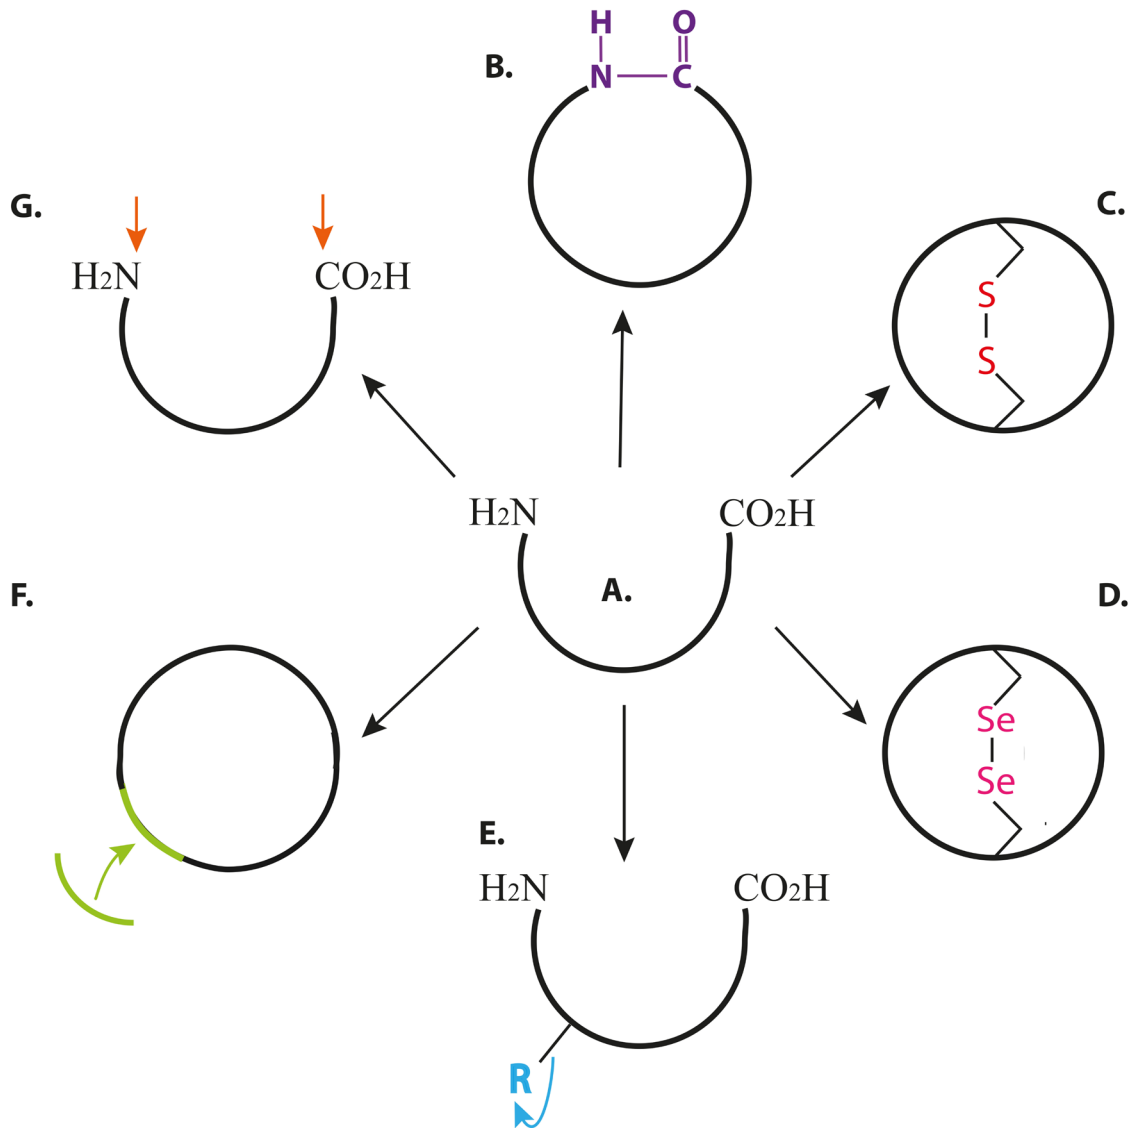 H O
B. N C
G. C.
H2N CO2H S
S
H2N CO2H
A.
F. D.
Se
Se
E.
H2N CO2H
R